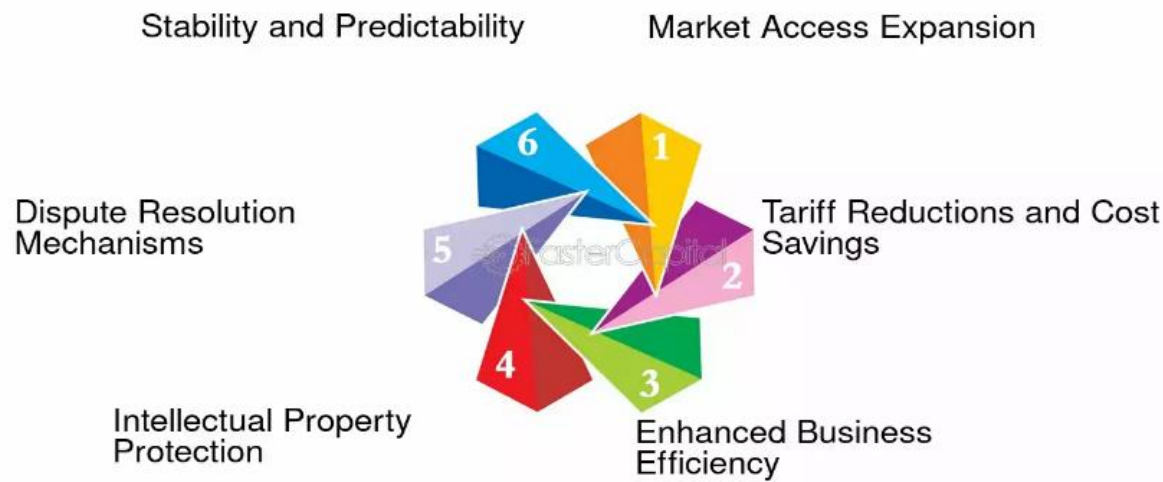 Stability and Predictability
Market Access Expansion
6
1
Dispute Resolution
Mechanisms
5
FasterCapital
Tariff Reductions and Cost
Savings
2
4
3
Intellectual Property
Protection
Enhanced Business
Efficiency